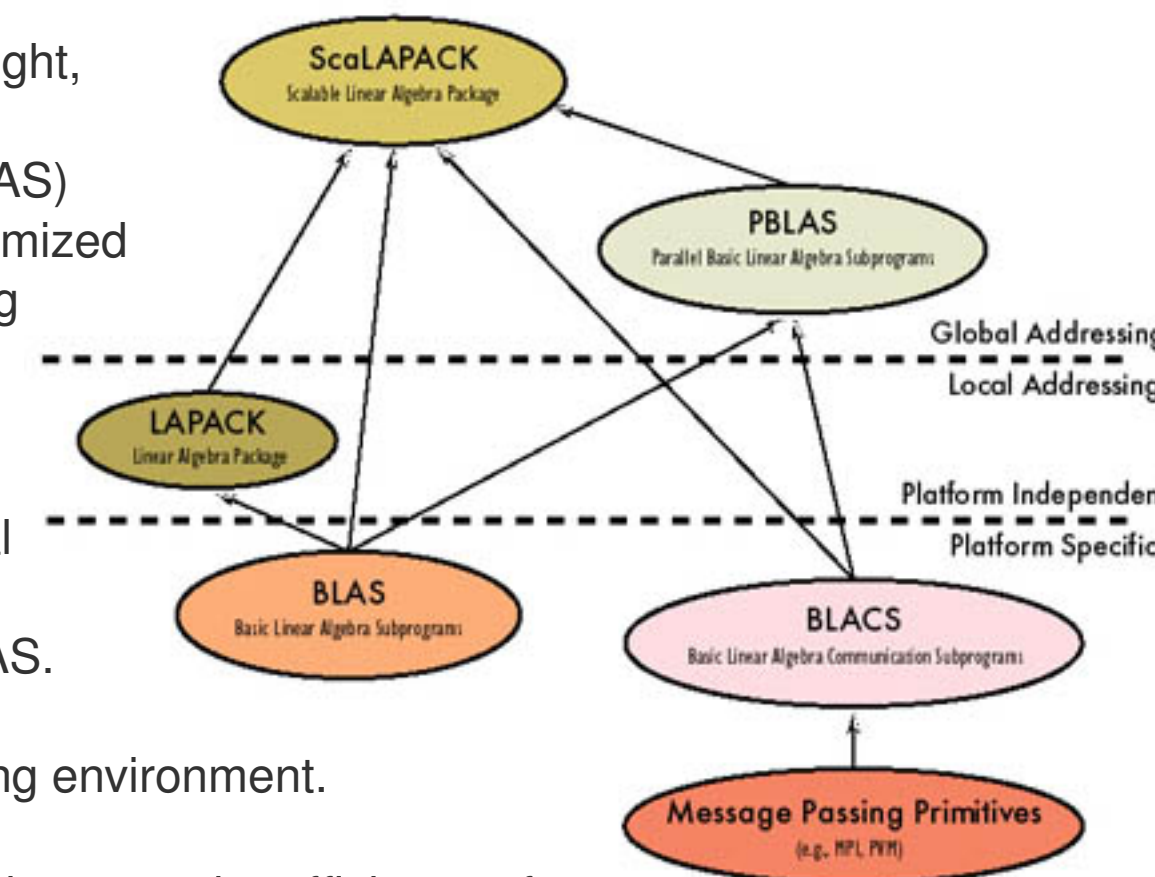 ght,
AS)
mized
g
l
AS.
ng environment.
ScaLAPACK
Scalable Linear Algebra Package
PBLAS
Parallel Basic Linear Algebra Subprograms
Global Addressing
Local Addressing
LAPACK
Linear Algebra Package
Platform Independen
Platform Specific
BLAS
Basic Linear Algebra Subprograms
BLACS
Basic Linear Algebra Communication Subprograms
Message Passing Primitives
(e.g., MPI, PVM)